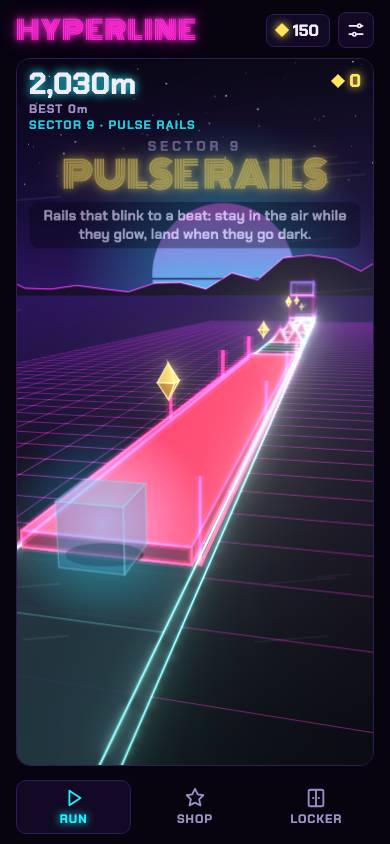 HYPERLINE
150
2,030m
0
BEST 0m
SECTOR 9 · PULSE RAILS
SECTOR 9
PULSE RAILS
Rails that blink to a beat: stay in the air while
they glow, land when they go dark.
RUN
SHOP
LOCKER